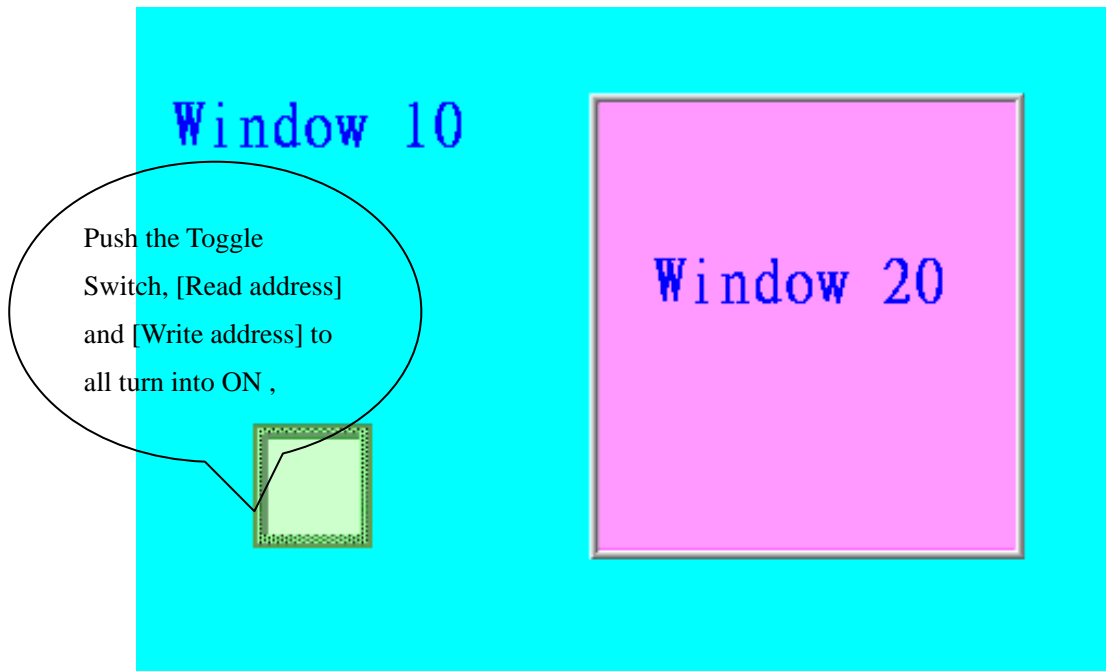 Window 10
Push the Toggle
Switch, [Read address]
and [Write address] to
all turn into ON ,
Window 20